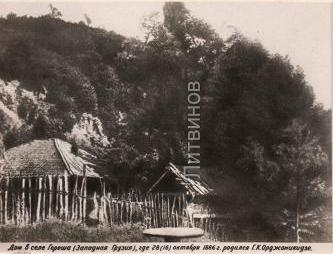 ЛИТВИНОВ
Дом в селе Гореша (Западная Грузия), где 28(16) октября 1886 г. родился Г.К.Орджоникидзе.